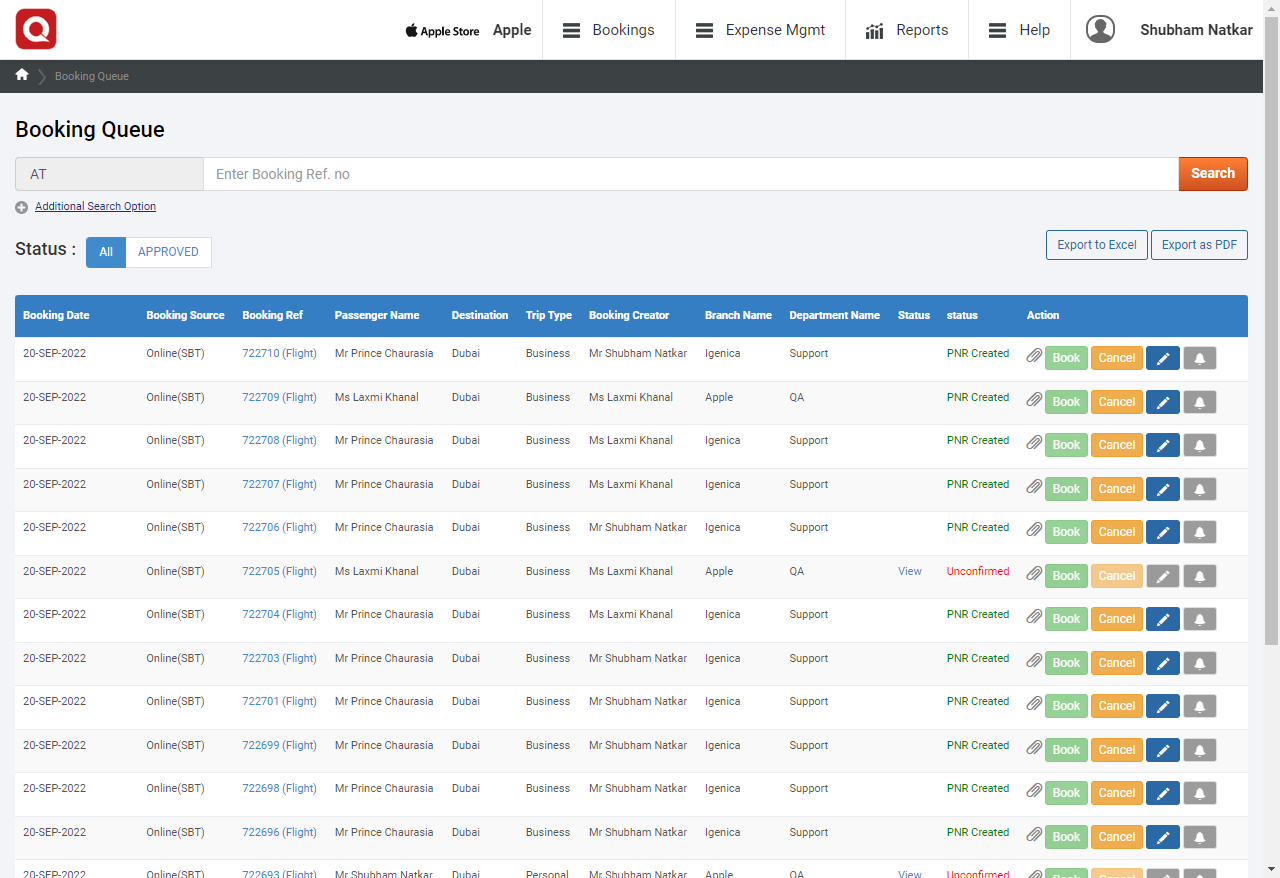 Apple Store Apple Bookings Expense Mgmt Reports Help Shubham Natkar
Booking Queue
Booking Queue
AT Enter Booking Ref. no Search
Additional Search Option
Status : All APPROVED Export to Excel Export as PDF
Booking Date Booking Source Booking Ref Passenger Name Destination Trip Type Booking Creator Branch Name Department Name Status status Action
20-SEP-2022 Online(SBT) 722710 (Flight) Mr Prince Chaurasia Dubai Business Mr Shubham Natkar Igenica Support PNR Created Book Cancel
20-SEP-2022 Online(SBT) 722709 (Flight) Ms Laxmi Khanal Dubai Business Ms Laxmi Khanal Apple QA PNR Created Book Cancel
20-SEP-2022 Online(SBT) 722708 (Flight) Mr Prince Chaurasia Dubai Business Ms Laxmi Khanal Igenica Support PNR Created Book Cancel
20-SEP-2022 Online(SBT) 722707 (Flight) Mr Prince Chaurasia Dubai Business Ms Laxmi Khanal Igenica Support PNR Created Book Cancel
20-SEP-2022 Online(SBT) 722706 (Flight) Mr Prince Chaurasia Dubai Business Mr Shubham Natkar Igenica Support PNR Created Book Cancel
20-SEP-2022 Online(SBT) 722705 (Flight) Ms Laxmi Khanal Dubai Business Ms Laxmi Khanal Apple QA View Unconfirmed Book Cancel
20-SEP-2022 Online(SBT) 722704 (Flight) Mr Prince Chaurasia Dubai Business Ms Laxmi Khanal Igenica Support PNR Created Book Cancel
20-SEP-2022 Online(SBT) 722703 (Flight) Mr Prince Chaurasia Dubai Business Mr Shubham Natkar Igenica Support PNR Created Book Cancel
20-SEP-2022 Online(SBT) 722701 (Flight) Mr Prince Chaurasia Dubai Business Mr Shubham Natkar Igenica Support PNR Created Book Cancel
20-SEP-2022 Online(SBT) 722699 (Flight) Mr Prince Chaurasia Dubai Business Mr Shubham Natkar Igenica Support PNR Created Book Cancel
20-SEP-2022 Online(SBT) 722698 (Flight) Mr Prince Chaurasia Dubai Business Mr Shubham Natkar Igenica Support PNR Created Book Cancel
20-SEP-2022 Online(SBT) 722696 (Flight) Mr Prince Chaurasia Dubai Business Mr Shubham Natkar Igenica Support PNR Created Book Cancel
20-SEP-2022 Online(SBT) 722693 (Flight) Mr Shubham Natkar Dubai Personal Mr Shubham Natkar Apple QA View Unconfirmed Book Cancel